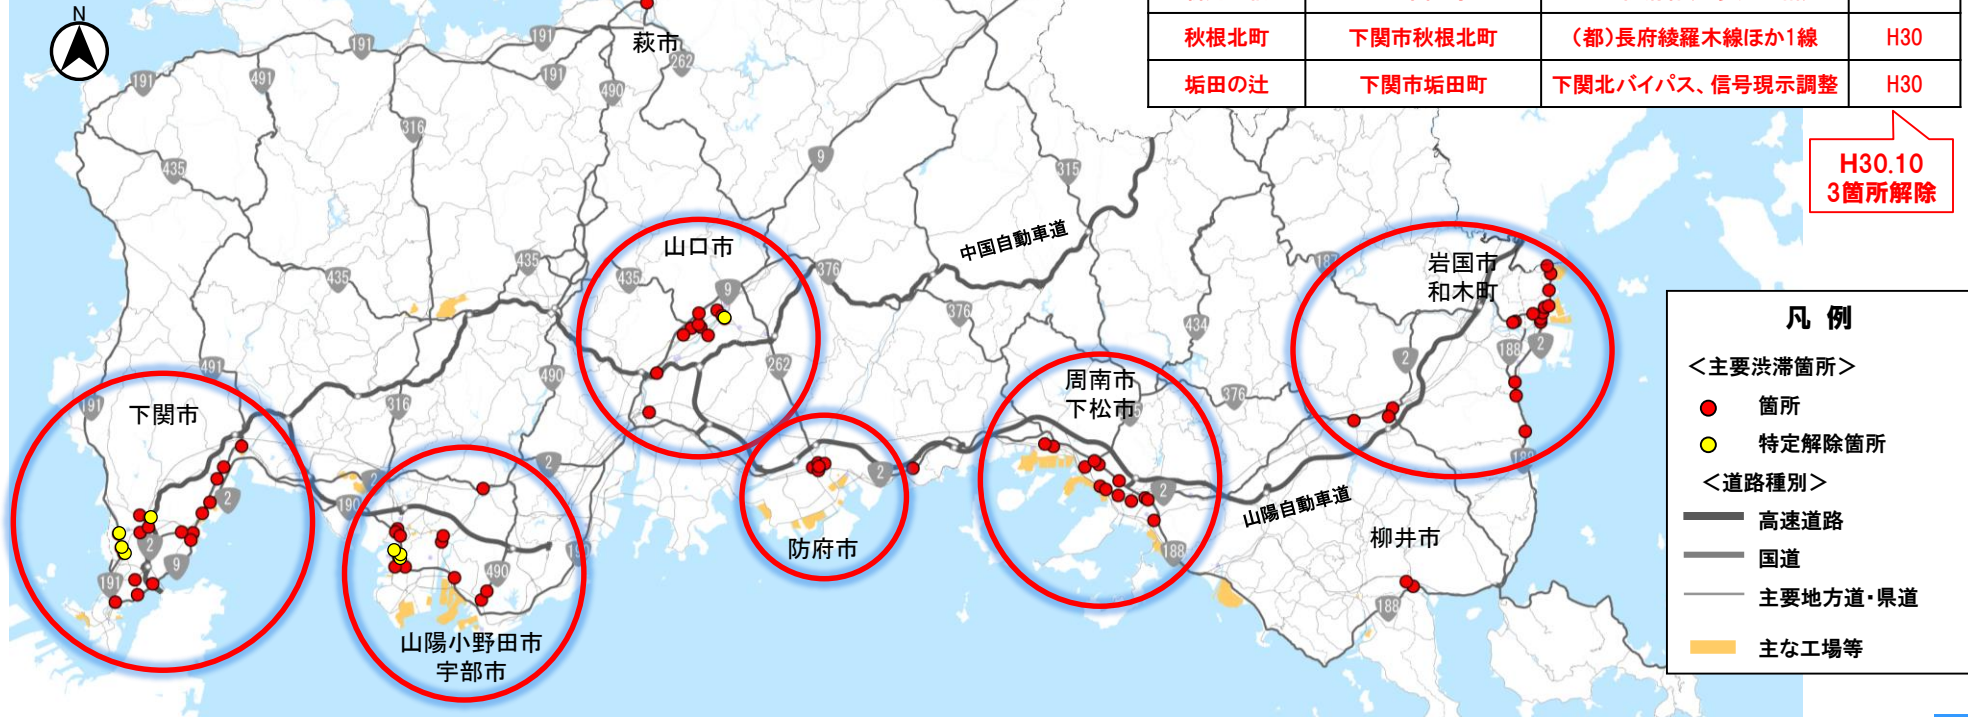 N
191
191
262
萩市
191
491
191
490
316
435
9
315
秋根北町 下関市秋根北町 （都）長府綾羅木線ほか1線 H30
垢田の辻 下関市垢田町 下関北バイパス、信号現示調整 H30
H30.10
3箇所解除
中国自動車道
山口市
435
435
435
9
376
376
187
岩国市
和木町
434
2
188
2
262
491
490
316
191
下関市
周南市
下松市
376
188
山陽自動車道
2
2
2
2
190
防府市
490
柳井市
188
188
2
9
191
山陽小野田市
宇部市
凡 例
＜主要渋滞箇所＞
箇所
特定解除箇所
＜道路種別＞
高速道路
国道
主要地方道・県道
主な工場等